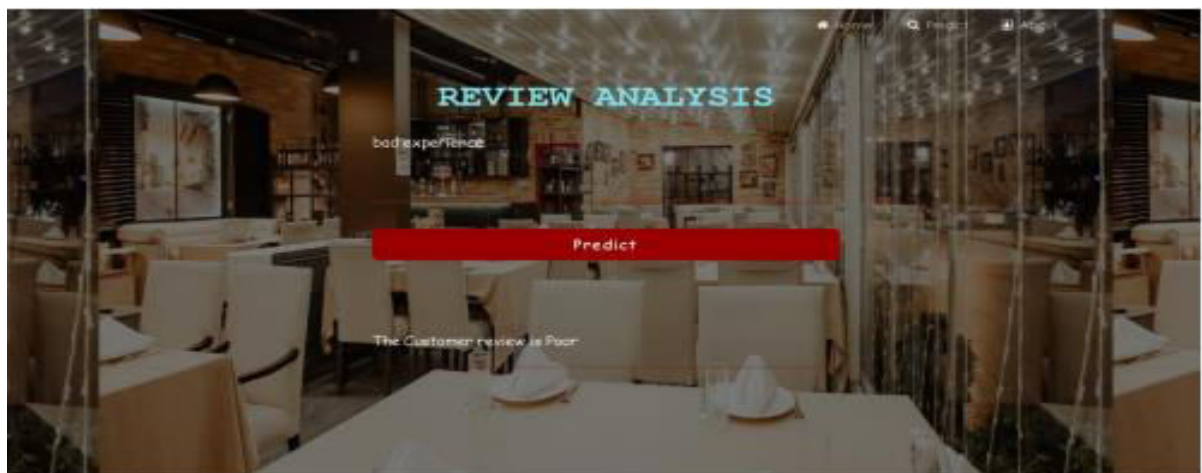 Home Predict About
REVIEW ANALYSIS
bad experience
Predict
The Customer review is Poor